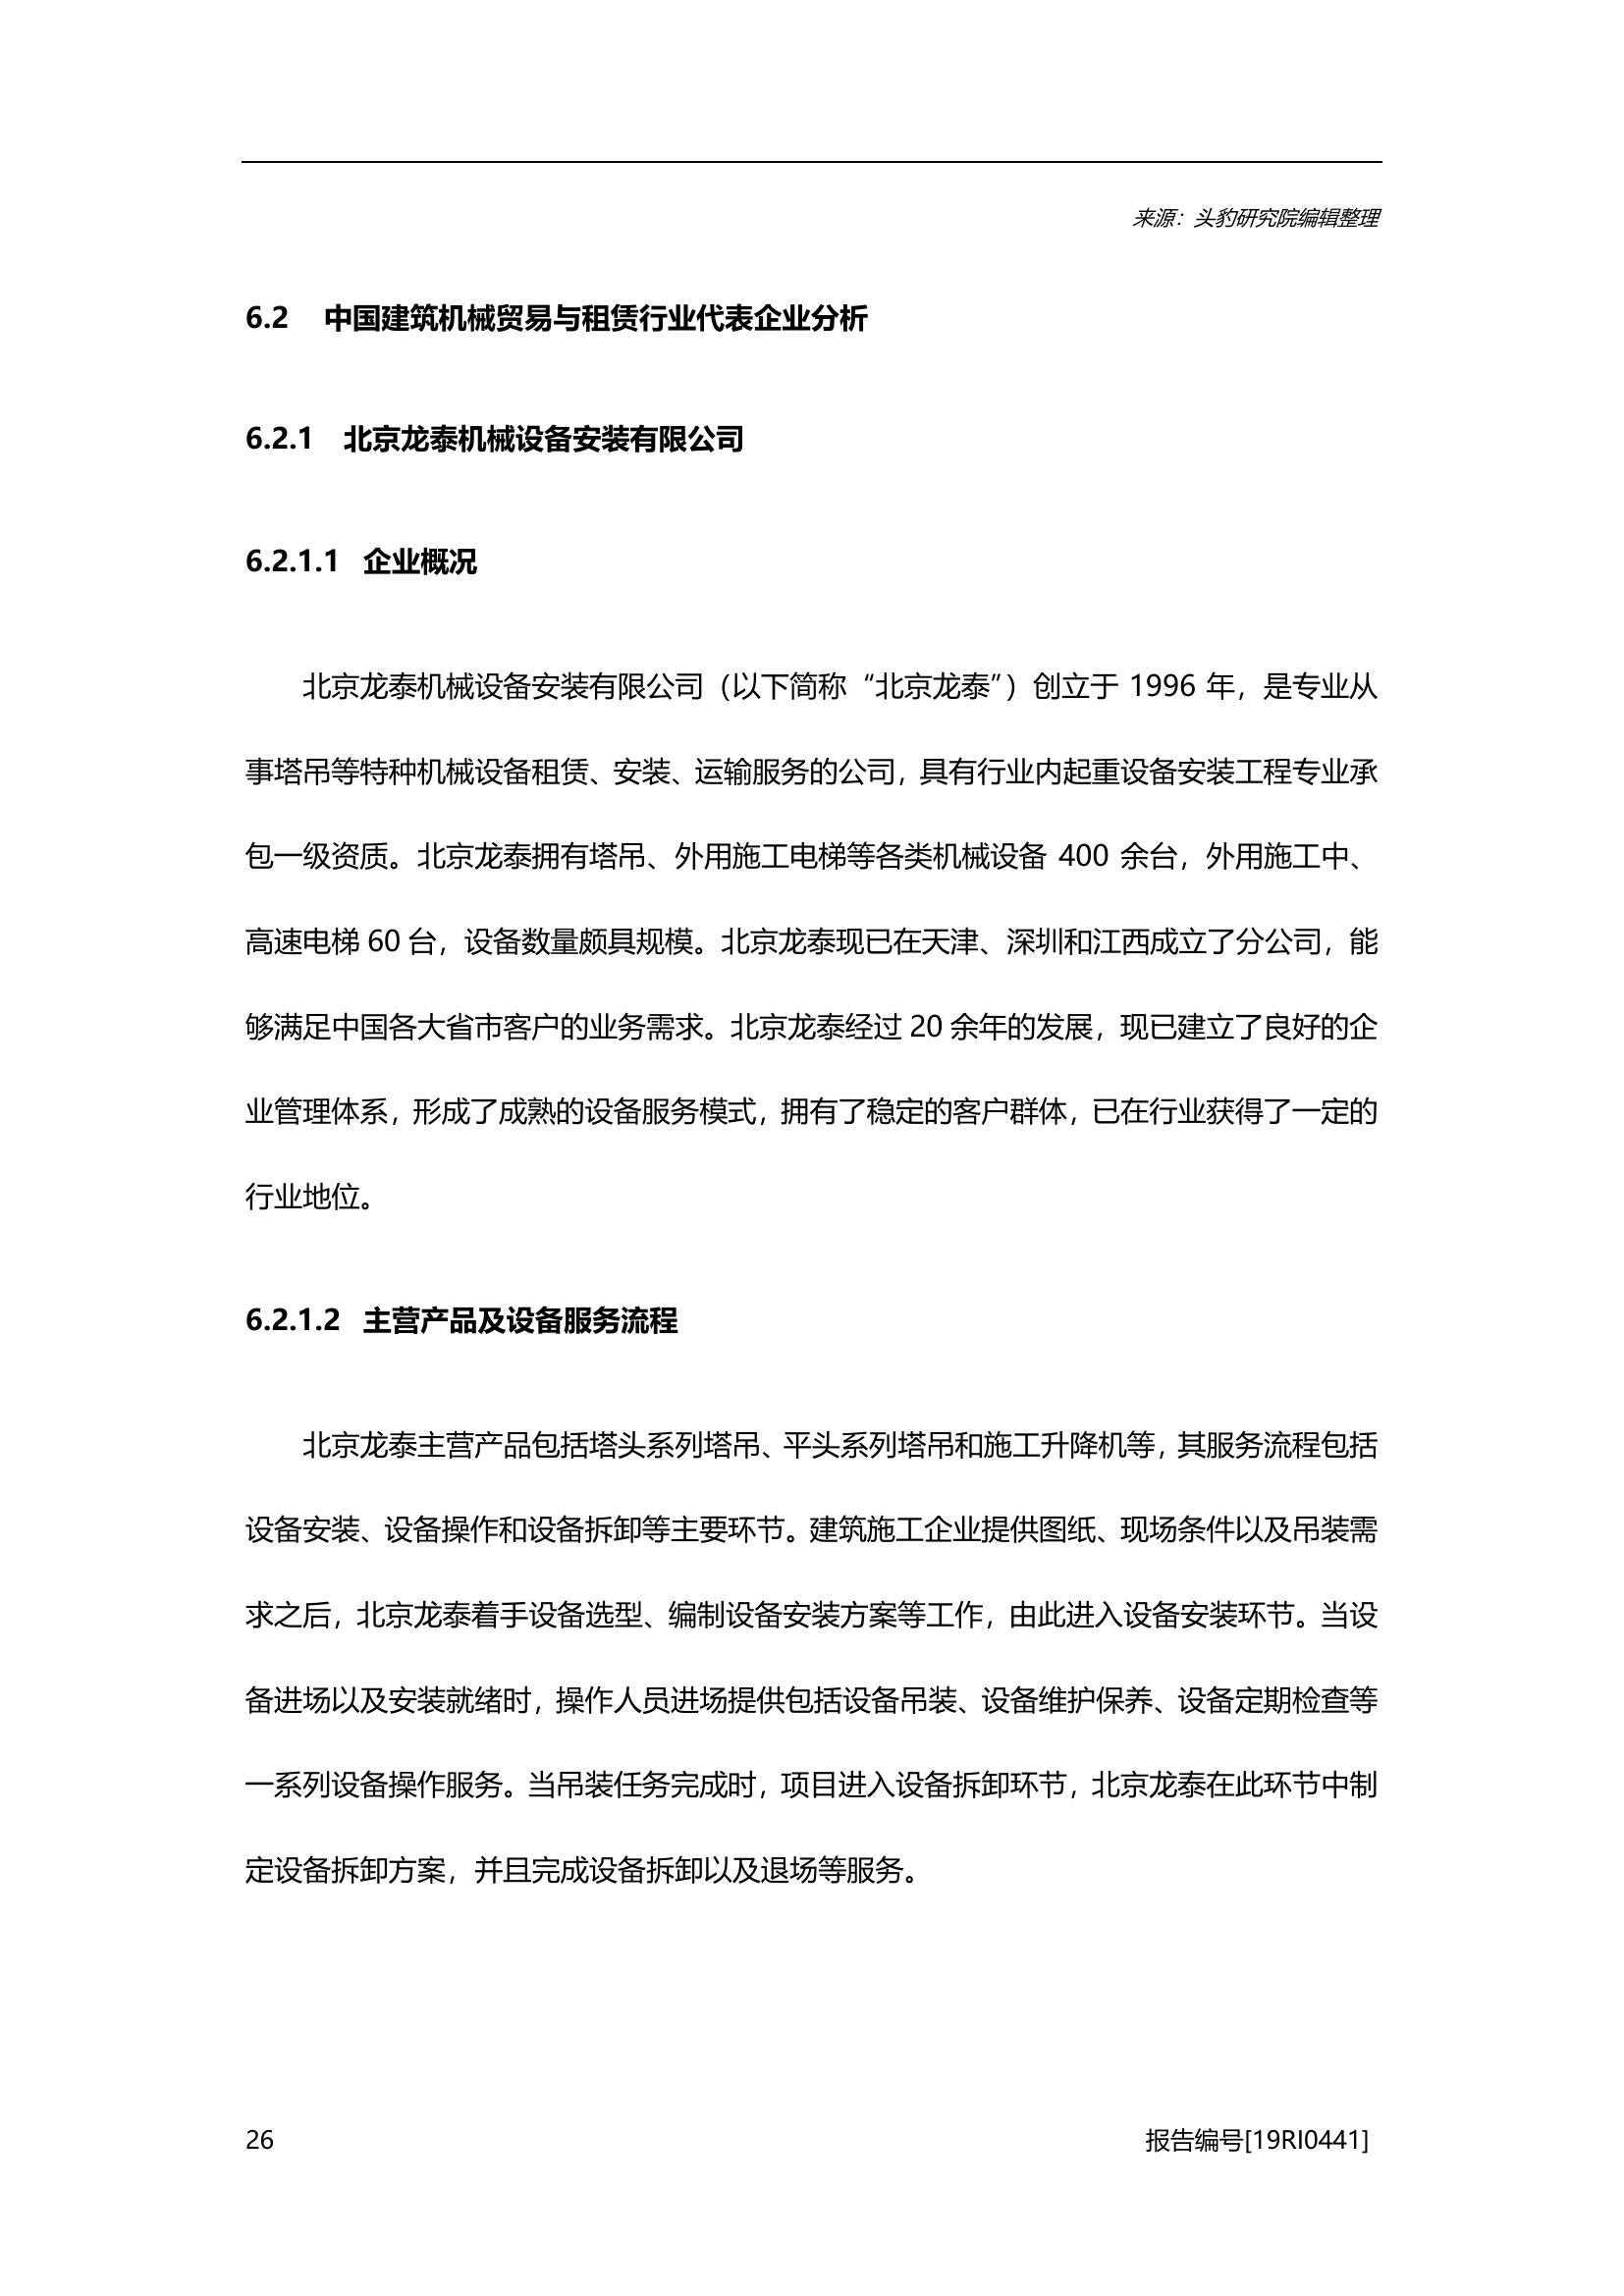 来源：头豹研究院编辑整理
6.2 中国建筑机械贸易与租赁行业代表企业分析
6.2.1 北京龙泰机械设备安装有限公司
6.2.1.1 企业概况
北京龙泰机械设备安装有限公司（以下简称“北京龙泰”）创立于 1996 年，是专业从
事塔吊等特种机械设备租赁、安装、运输服务的公司，具有行业内起重设备安装工程专业承
包一级资质。北京龙泰拥有塔吊、外用施工电梯等各类机械设备 400 余台，外用施工中、
高速电梯 60 台，设备数量颇具规模。北京龙泰现已在天津、深圳和江西成立了分公司，能
够满足中国各大省市客户的业务需求。北京龙泰经过 20 余年的发展，现已建立了良好的企
业管理体系，形成了成熟的设备服务模式，拥有了稳定的客户群体，已在行业获得了一定的
行业地位。
6.2.1.2 主营产品及设备服务流程
北京龙泰主营产品包括塔头系列塔吊、平头系列塔吊和施工升降机等，其服务流程包括
设备安装、设备操作和设备拆卸等主要环节。建筑施工企业提供图纸、现场条件以及吊装需
求之后，北京龙泰着手设备选型、编制设备安装方案等工作，由此进入设备安装环节。当设
备进场以及安装就绪时，操作人员进场提供包括设备吊装、设备维护保养、设备定期检查等
一系列设备操作服务。当吊装任务完成时，项目进入设备拆卸环节，北京龙泰在此环节中制
定设备拆卸方案，并且完成设备拆卸以及退场等服务。
26 报告编号[19RI0441]